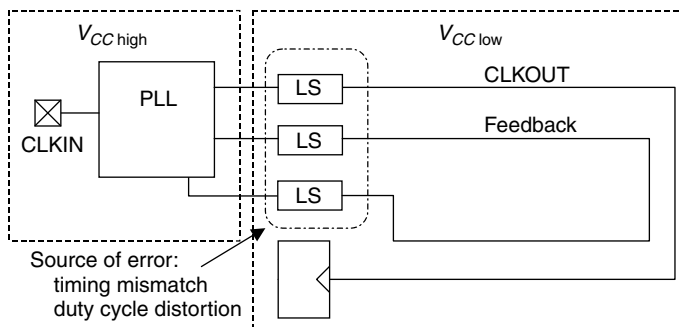 VCC high
VCC low
PLL
LS
CLKOUT
CLKIN
LS
Feedback
LS
Source of error:
timing mismatch
duty cycle distortion